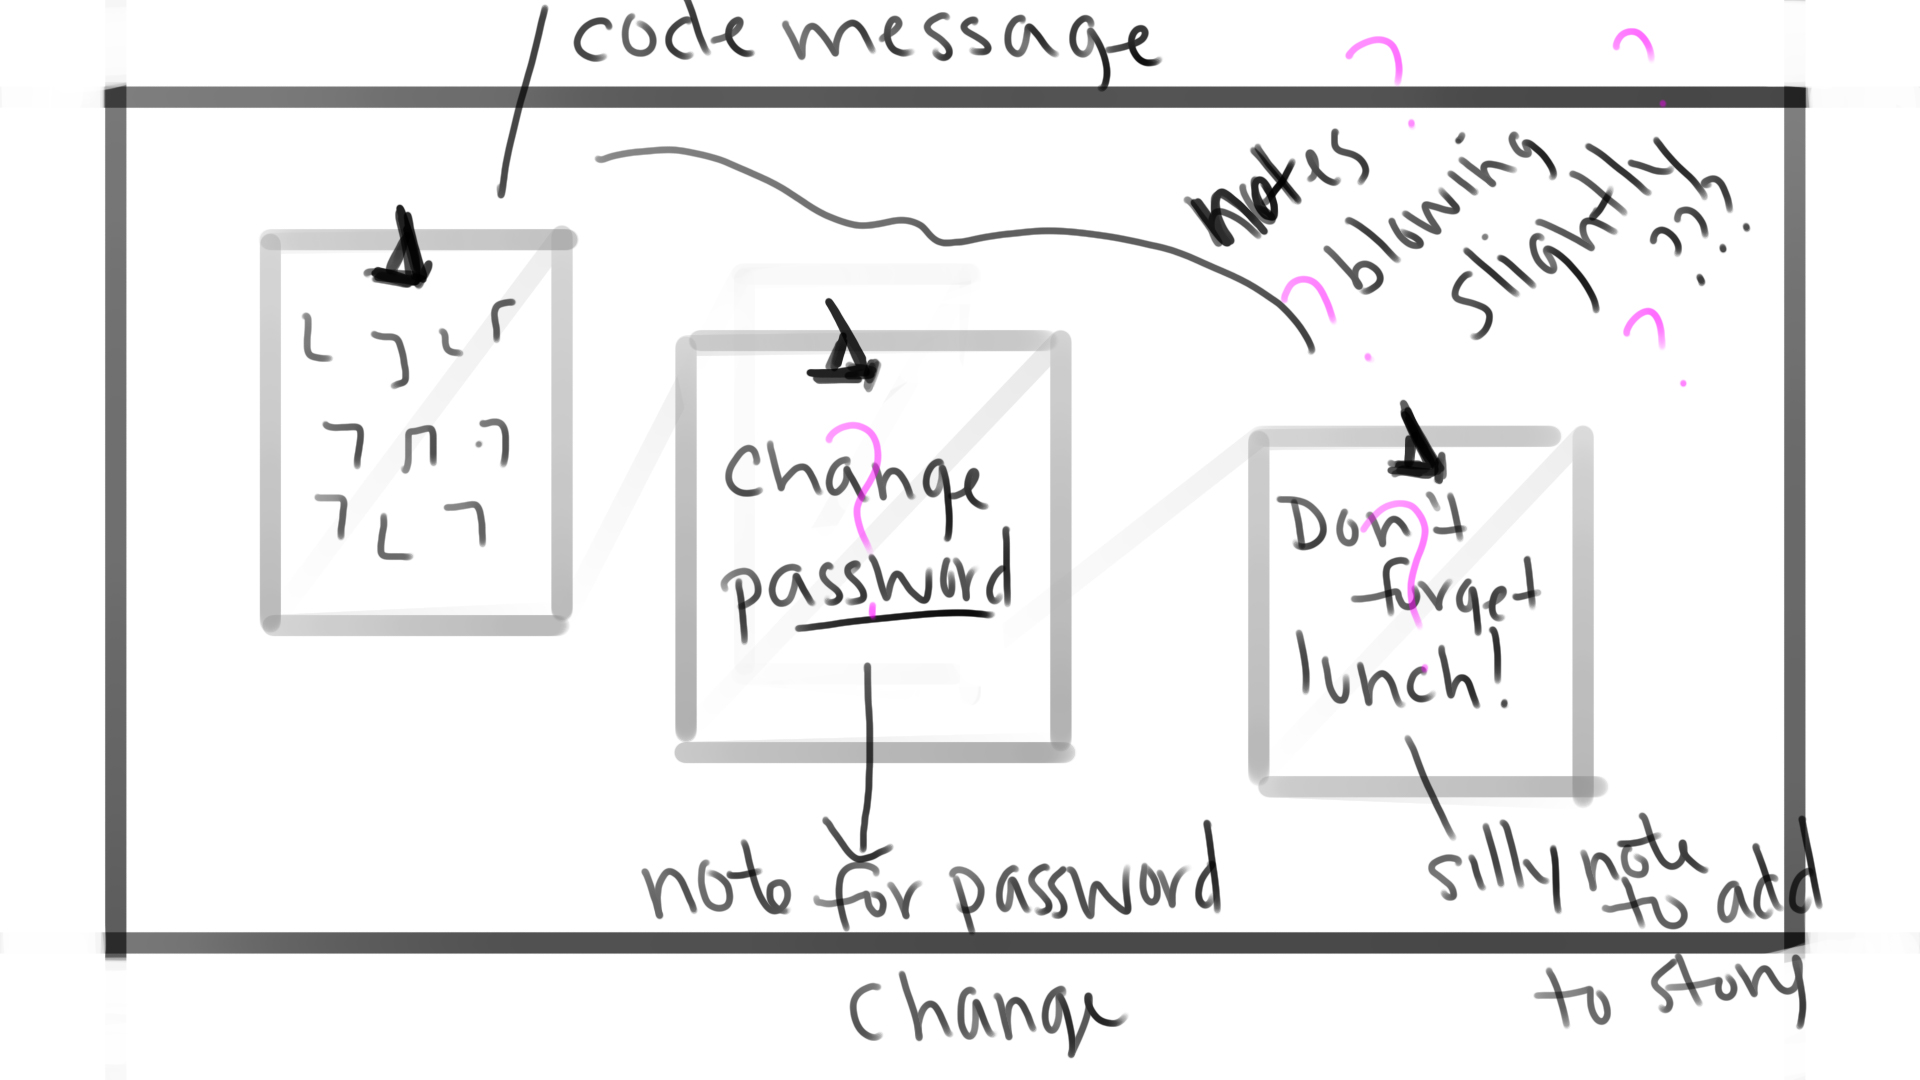 code message
notes
blowing
slightly
???
Change
password
Don't
forget
lunch!
note for password
change
silly note
to add
to story